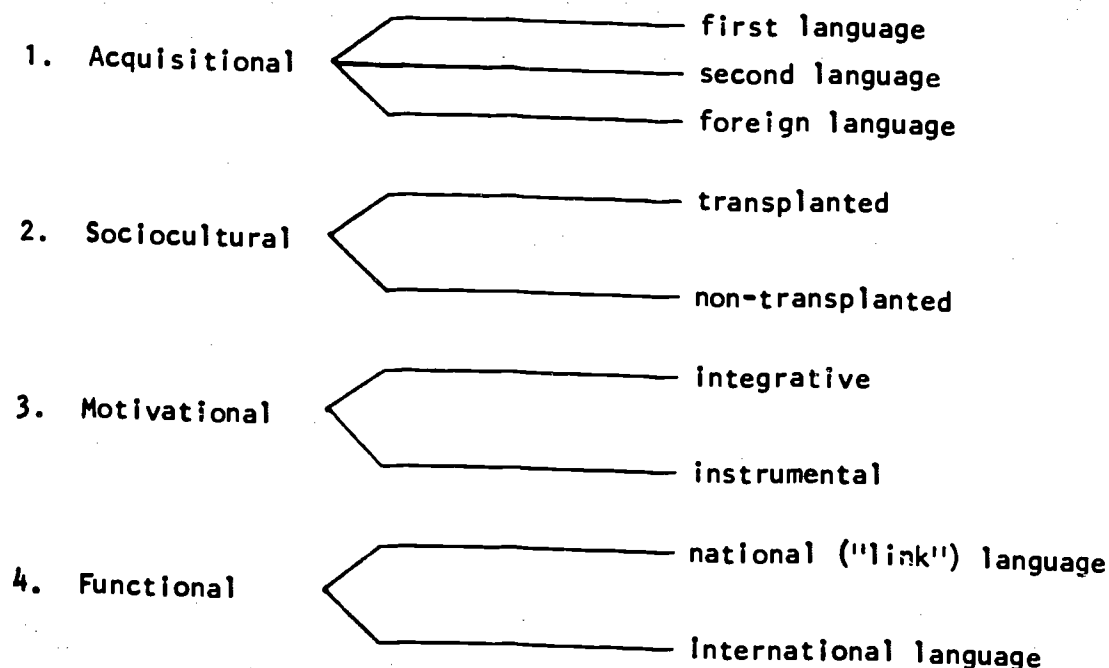 first language
1. Acquisitional
second language
foreign language
transplanted
2. Sociocultural
non-transplanted
integrative
3. Motivational
instrumental
national ("link") language
4. Functional
International language